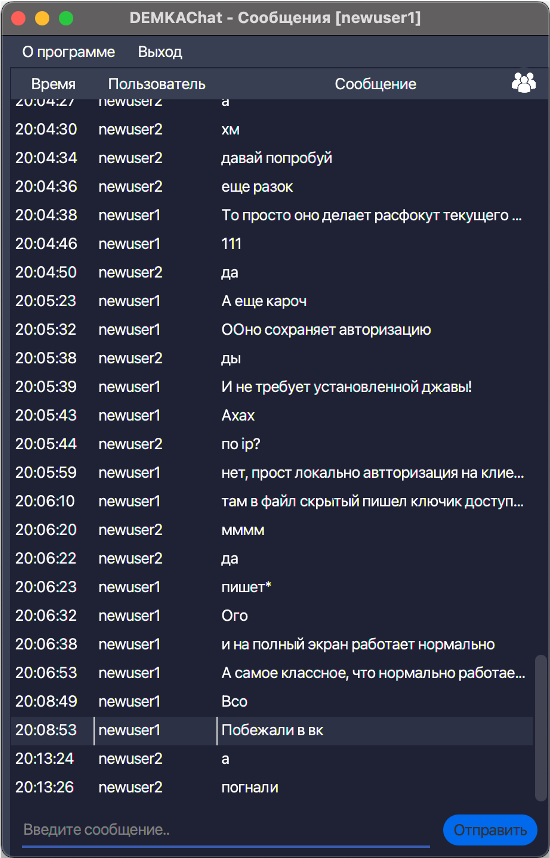 DEMKAChat - Сообщения [newuser1]
О программе Выход
Время Пользователь Сообщение
20:04:27 newuser2 а
20:04:30 newuser2 хм
20:04:34 newuser2 давай попробуй
20:04:36 newuser2 еще разок
20:04:38 newuser1 То просто оно делает расфокут текущего ...
20:04:46 newuser1 111
20:04:50 newuser2 да
20:05:23 newuser1 А еще кароч
20:05:32 newuser1 ООно сохраняет авторизацию
20:05:38 newuser2 ды
20:05:39 newuser1 И не требует установленной джавы!
20:05:43 newuser1 Ахах
20:05:44 newuser2 по ip?
20:05:59 newuser1 нет, прост локально автторизация на клие...
20:06:10 newuser1 там в файл скрытый пишел ключик доступ...
20:06:20 newuser2 мммм
20:06:22 newuser2 да
20:06:23 newuser1 пишет*
20:06:32 newuser1 Ого
20:06:38 newuser1 и на полный экран работает нормально
20:06:53 newuser1 А самое классное, что нормально работае...
20:08:49 newuser1 Всо
20:08:53 newuser1 Побежали в вк
20:13:24 newuser2 а
20:13:26 newuser2 погнали
Введите сообщение.. Отправить